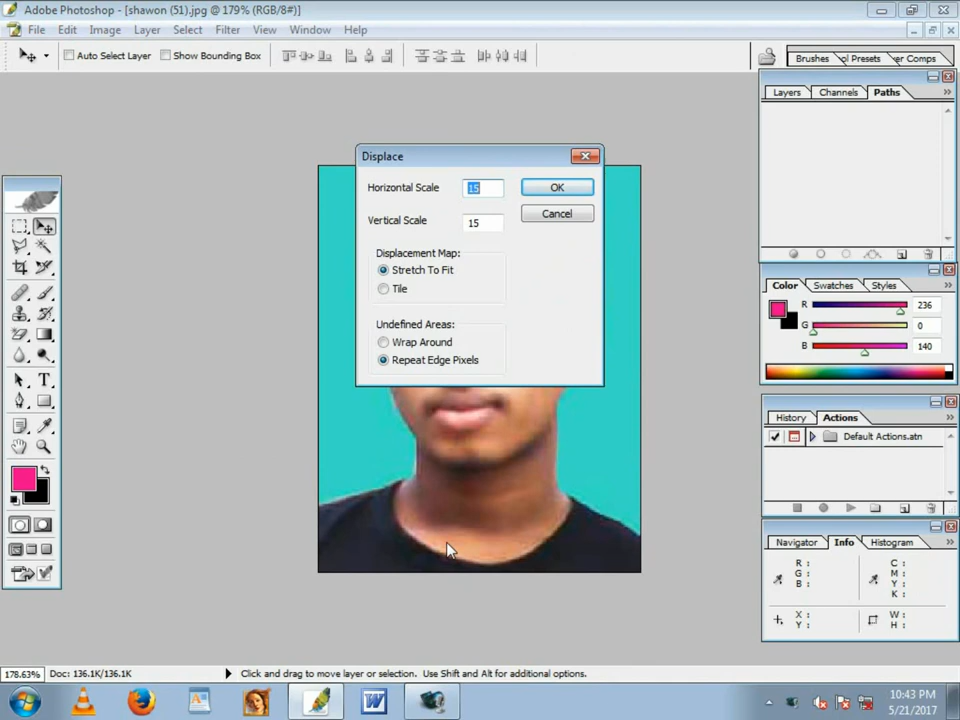 Adobe Photoshop - [shawon (51).jpg @ 179% (RGB/8#)]
File Edit Image Layer Select Filter View Window Help
Auto Select Layer Show Bounding Box
Brushes ol Presets er Comps
Layers Channels Paths
Displace
Horizontal Scale 15 OK
Vertical Scale 15 Cancel
Displacement Map:
Stretch To Fit
Tile
Undefined Areas:
Wrap Around
Repeat Edge Pixels
Color Swatches Styles
R 236
G 0
B 140
History Actions
Default Actions.atn
Navigator Info Histogram
R : C :
G : M :
B : Y :
K :
X : W :
Y : H :
178.63% Doc: 136.1K/136.1K Click and drag to move layer or selection. Use Shift and Alt for additional options.
10:43 PM
5/21/2017